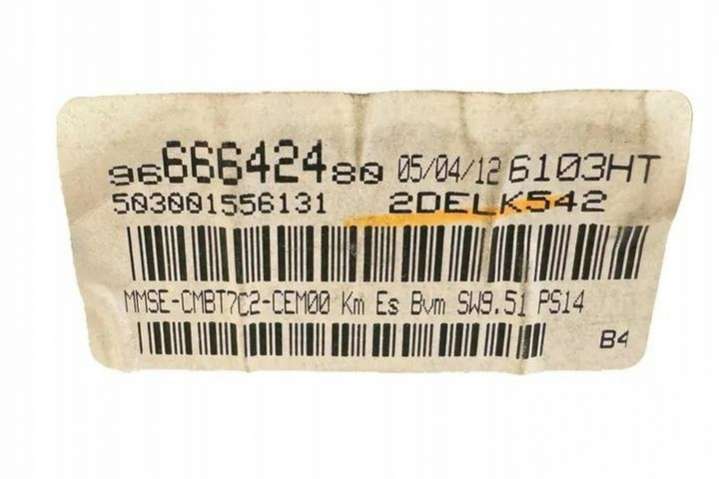 9666642480 05/04/12 6103HT
503001556131 2DELK542
MMSE-CMBT7C2-CEM00 Km Es Bvm SW9.51 PS14
B4